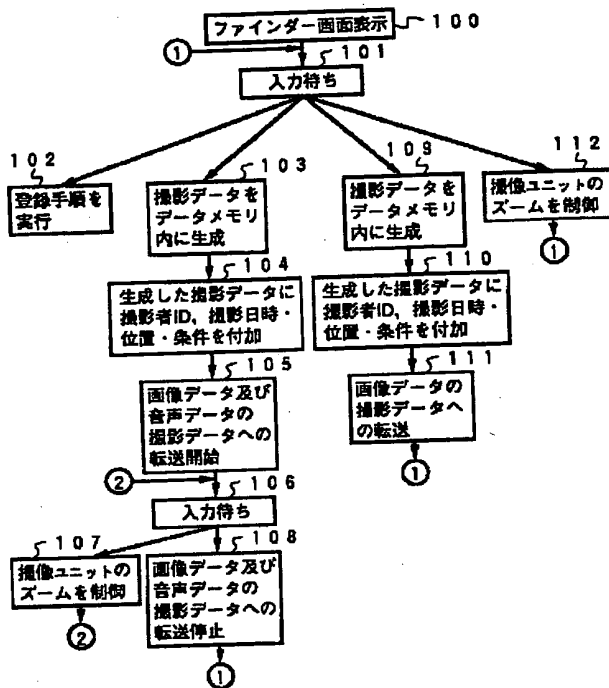 ファインダー画面表示
100
①
101
入力待ち
102
登録手順を
実行
103
撮影データを
データメモリ
内に生成
109
撮影データを
データメモリ
内に生成
112
撮像ユニットの
ズームを制御
①
104
生成した撮影データに
撮影者ID、撮影日時・
位置・条件を付加
110
生成した撮影データに
撮影者ID、撮影日時・
位置・条件を付加
105
画像データ及び
音声データの
撮影データへの
転送開始
111
画像データの
撮影データへ
の転送
①
②
106
入力待ち
107
撮像ユニットの
ズームを制御
②
108
画像データ及び
音声データの
撮影データへの
転送停止
①